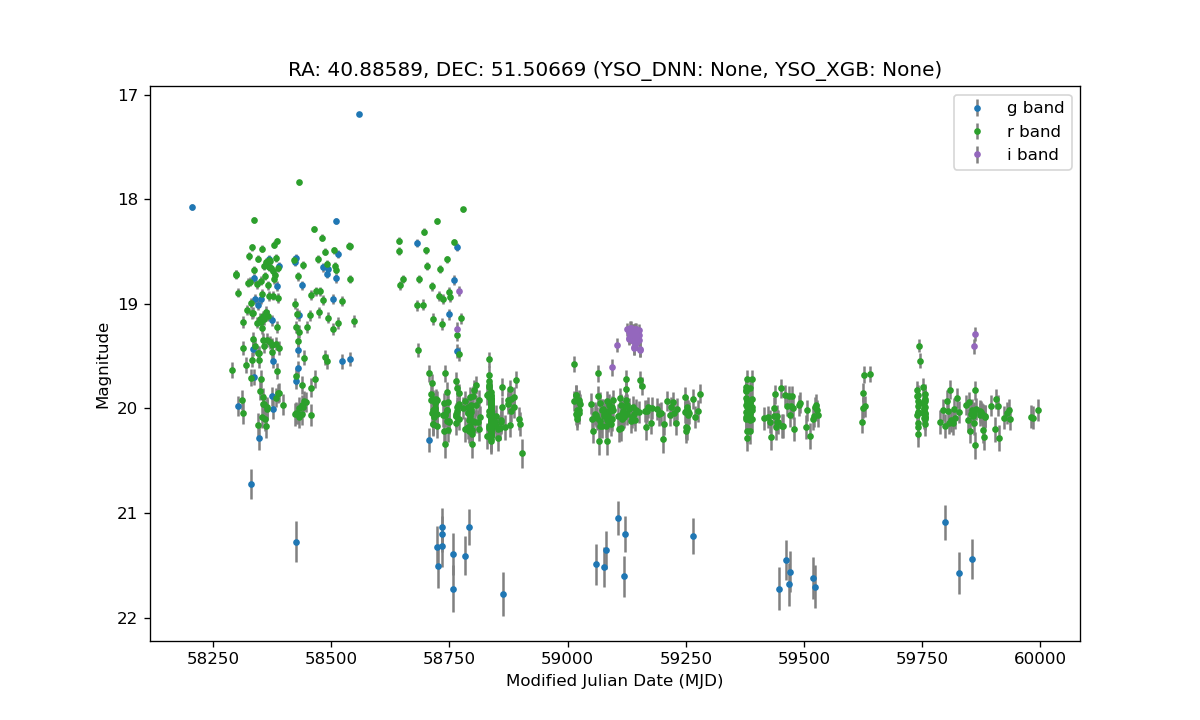 RA: 40.88589, DEC: 51.50669 (YSO_DNN: None, YSO_XGB: None)
g band
r band
i band
17
18
19
20
21
22
Magnitude
58250 58500 58750 59000 59250 59500 59750 60000
Modified Julian Date (MJD)